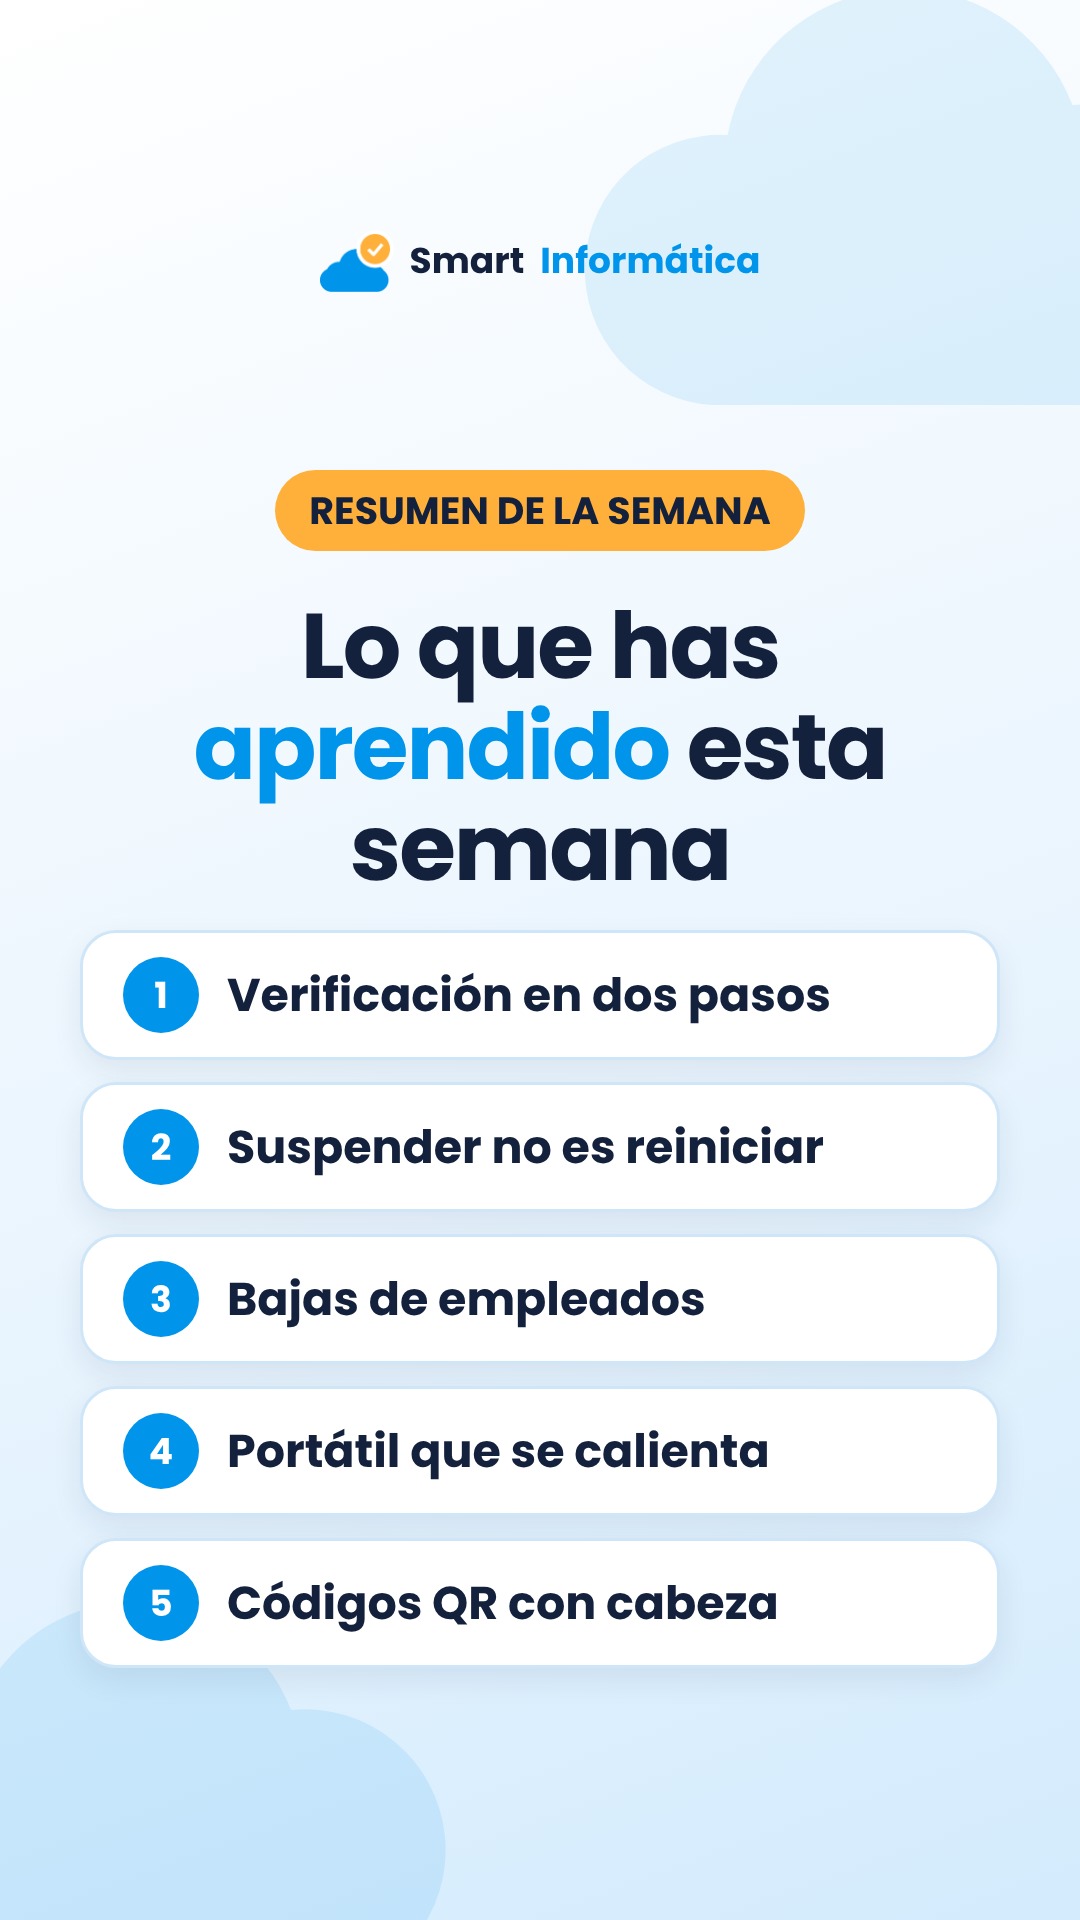 Smart Informática
RESUMEN DE LA SEMANA
Lo que has
aprendido esta
semana
1 Verificación en dos pasos
2 Suspender no es reiniciar
3 Bajas de empleados
4 Portátil que se calienta
5 Códigos QR con cabeza